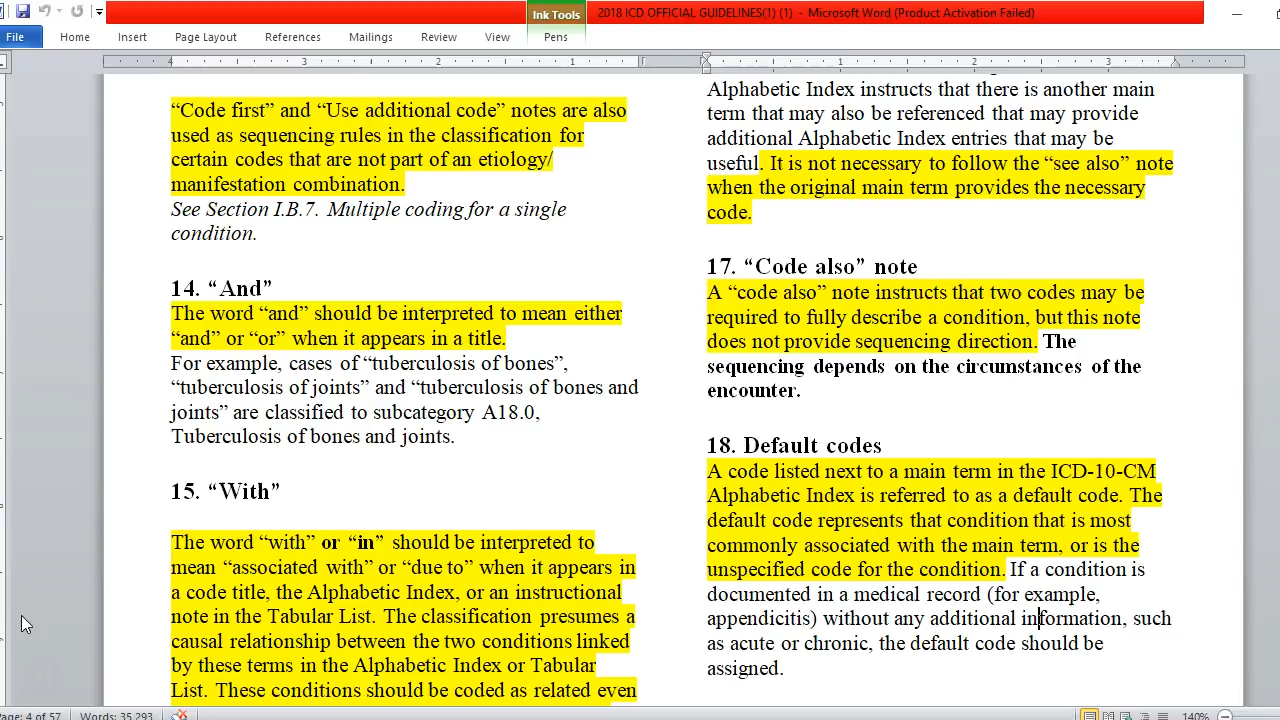 Ink Tools
2018 ICD OFFICIAL GUIDELINES(1) (1) - Microsoft Word (Product Activation Failed)
File Home Insert Page Layout References Mailings Review View Pens
4 3 2 1 1 2 3
“Code first” and “Use additional code” notes are also
used as sequencing rules in the classification for
certain codes that are not part of an etiology/
manifestation combination.
See Section I.B.7. Multiple coding for a single
condition.
14. “And”
The word “and” should be interpreted to mean either
“and” or “or” when it appears in a title.
For example, cases of “tuberculosis of bones”,
“tuberculosis of joints” and “tuberculosis of bones and
joints” are classified to subcategory A18.0,
Tuberculosis of bones and joints.
15. “With”
The word “with” or “in” should be interpreted to
mean “associated with” or “due to” when it appears in
a code title, the Alphabetic Index, or an instructional
note in the Tabular List. The classification presumes a
causal relationship between the two conditions linked
by these terms in the Alphabetic Index or Tabular
List. These conditions should be coded as related even
Alphabetic Index instructs that there is another main
term that may also be referenced that may provide
additional Alphabetic Index entries that may be
useful. It is not necessary to follow the “see also” note
when the original main term provides the necessary
code.
17. “Code also” note
A “code also” note instructs that two codes may be
required to fully describe a condition, but this note
does not provide sequencing direction. The
sequencing depends on the circumstances of the
encounter.
18. Default codes
A code listed next to a main term in the ICD-10-CM
Alphabetic Index is referred to as a default code. The
default code represents that condition that is most
commonly associated with the main term, or is the
unspecified code for the condition. If a condition is
documented in a medical record (for example,
appendicitis) without any additional information, such
as acute or chronic, the default code should be
assigned.
Page: 4 of 57 Words: 35,293 140%